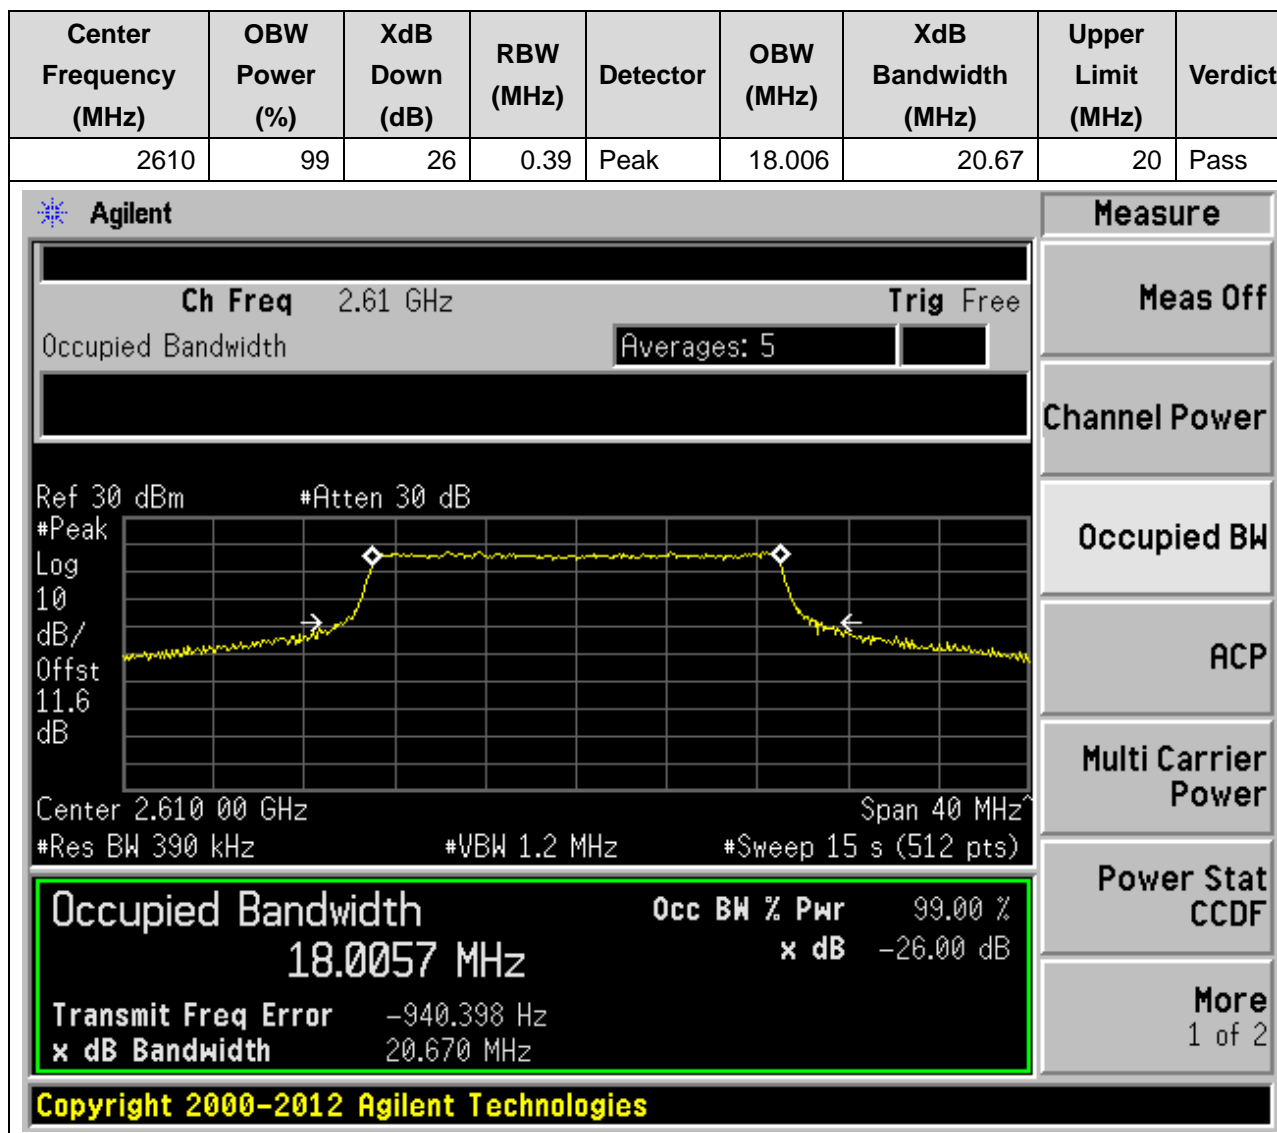 Center Frequency (MHz) OBW Power (%) XdB Down (dB) RBW (MHz) Detector OBW (MHz) XdB Bandwidth (MHz) Upper Limit (MHz) Verdict
2610 99 26 0.39 Peak 18.006 20.67 20 Pass
Agilent
Measure
Ch Freq 2.61 GHz Trig Free
Meas Off
Occupied Bandwidth Averages: 5
Channel Power
Ref 30 dBm #Atten 30 dB
#Peak
Log
10
dB/
Offst
11.6
dB
Occupied BW
ACP
Multi Carrier
Power
Center 2.610 00 GHz Span 40 MHz^
#Res BW 390 kHz #VBW 1.2 MHz #Sweep 15 s (512 pts)
Power Stat
CCDF
Occupied Bandwidth Occ BW % Pwr 99.00 %
18.0057 MHz x dB -26.00 dB
Transmit Freq Error -940.398 Hz
x dB Bandwidth 20.670 MHz
More
1 of 2
Copyright 2000-2012 Agilent Technologies